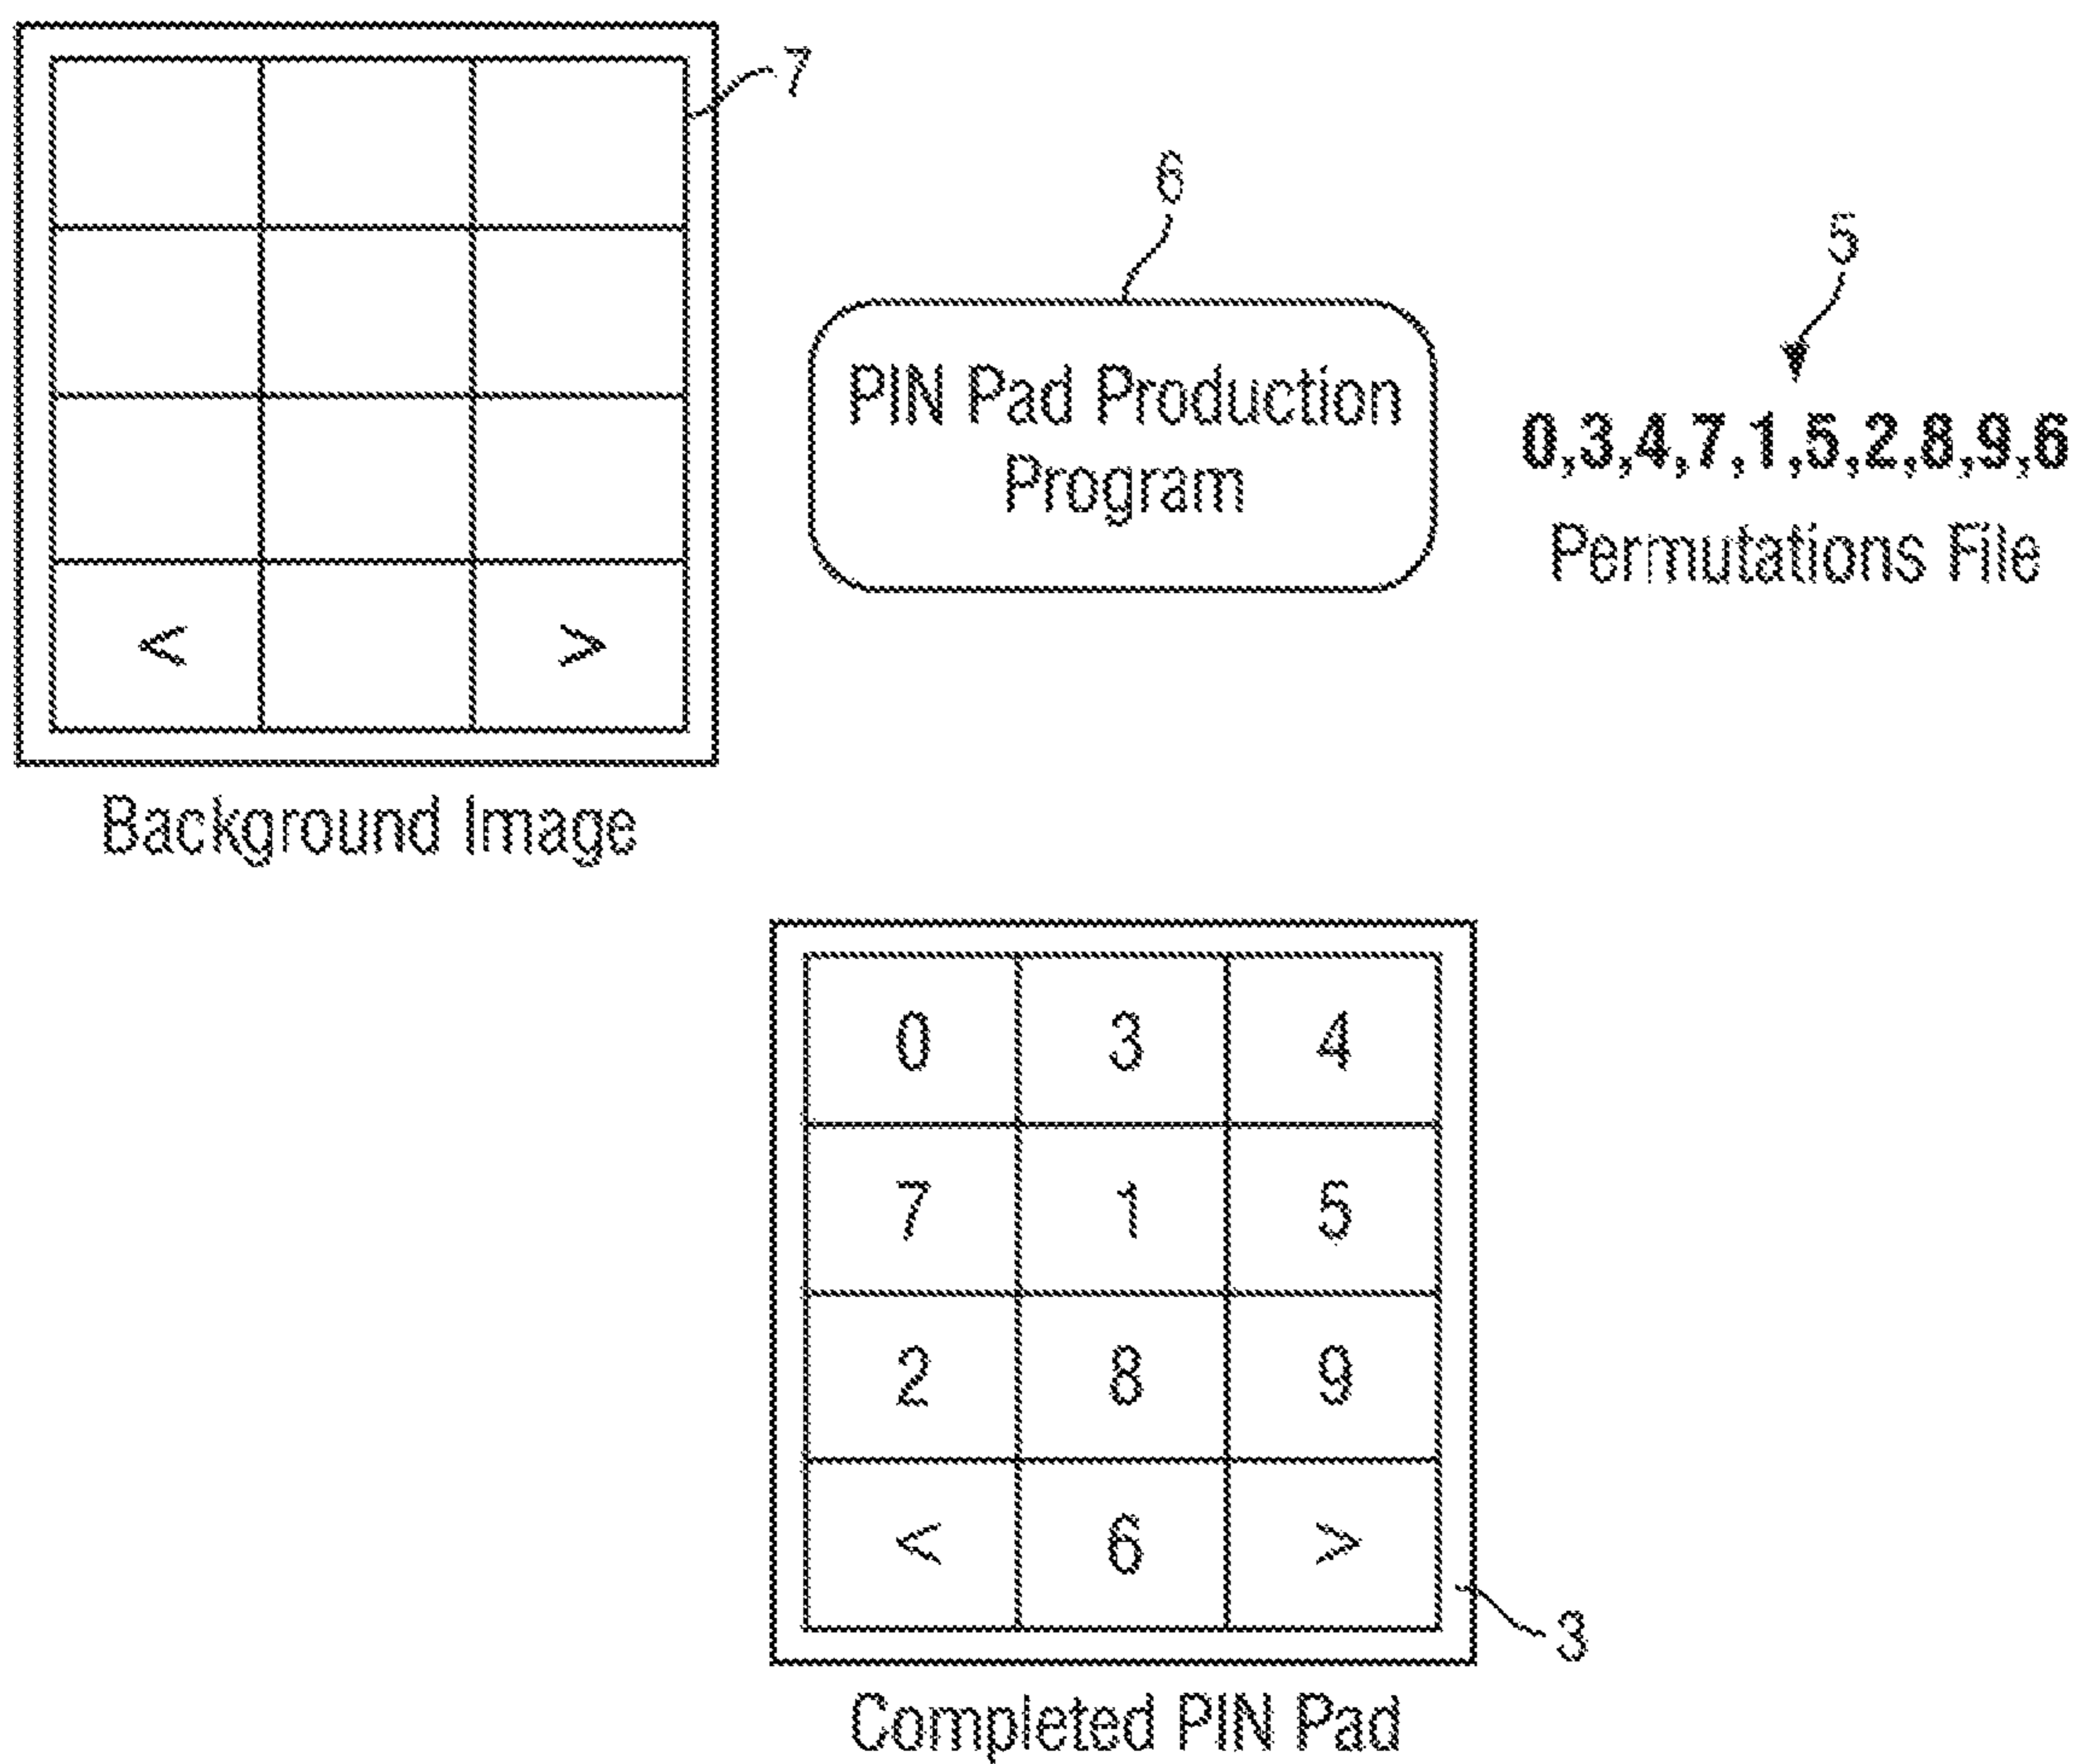 7
< >
Background Image
6
PIN Pad Production
Program
5
0,3,4,7,1,5,2,8,9,6
Permutations File
0 3 4
7 1 5
2 8 9
< 6 >
3
Completed PIN Pad